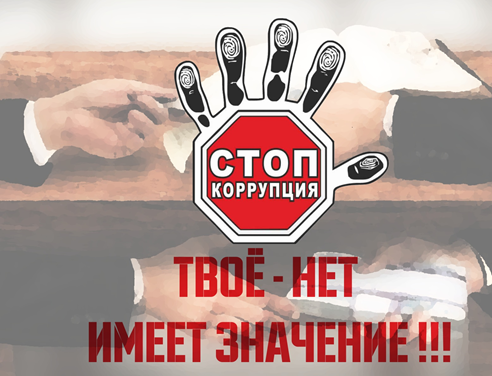 СТОП
КОРРУПЦИЯ
ТВОЁ - НЕТ
ИМЕЕТ ЗНАЧЕНИЕ !!!